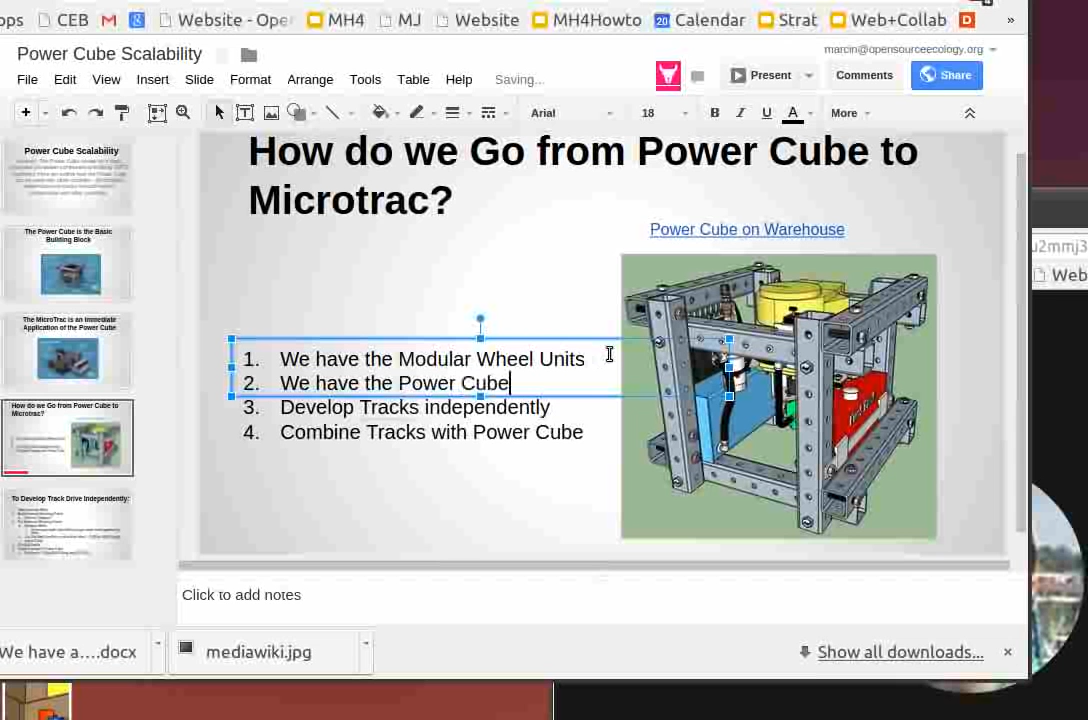 ops CEB Website - Open MH4 MJ Website MH4Howto 20 Calendar Strat Web+Collab D »
Power Cube Scalability
marcin@opensourceecology.org
File Edit View Insert Slide Format Arrange Tools Table Help Saving...
Present Comments Share
Arial 18 B I U A More
Power Cube Scalability
The Power Cube is the Basic
Building Block
The MicroTrac is an Immediate
Application of the Power Cube
How do we Go from Power Cube to
Microtrac?
To Develop Track Drive Independently:
How do we Go from Power Cube to
Microtrac?
Power Cube on Warehouse
1. We have the Modular Wheel Units
2. We have the Power Cube
3. Develop Tracks independently
4. Combine Tracks with Power Cube
Click to add notes
We have a....docx mediawiki.jpg Show all downloads... ×
u2mmj3
Web